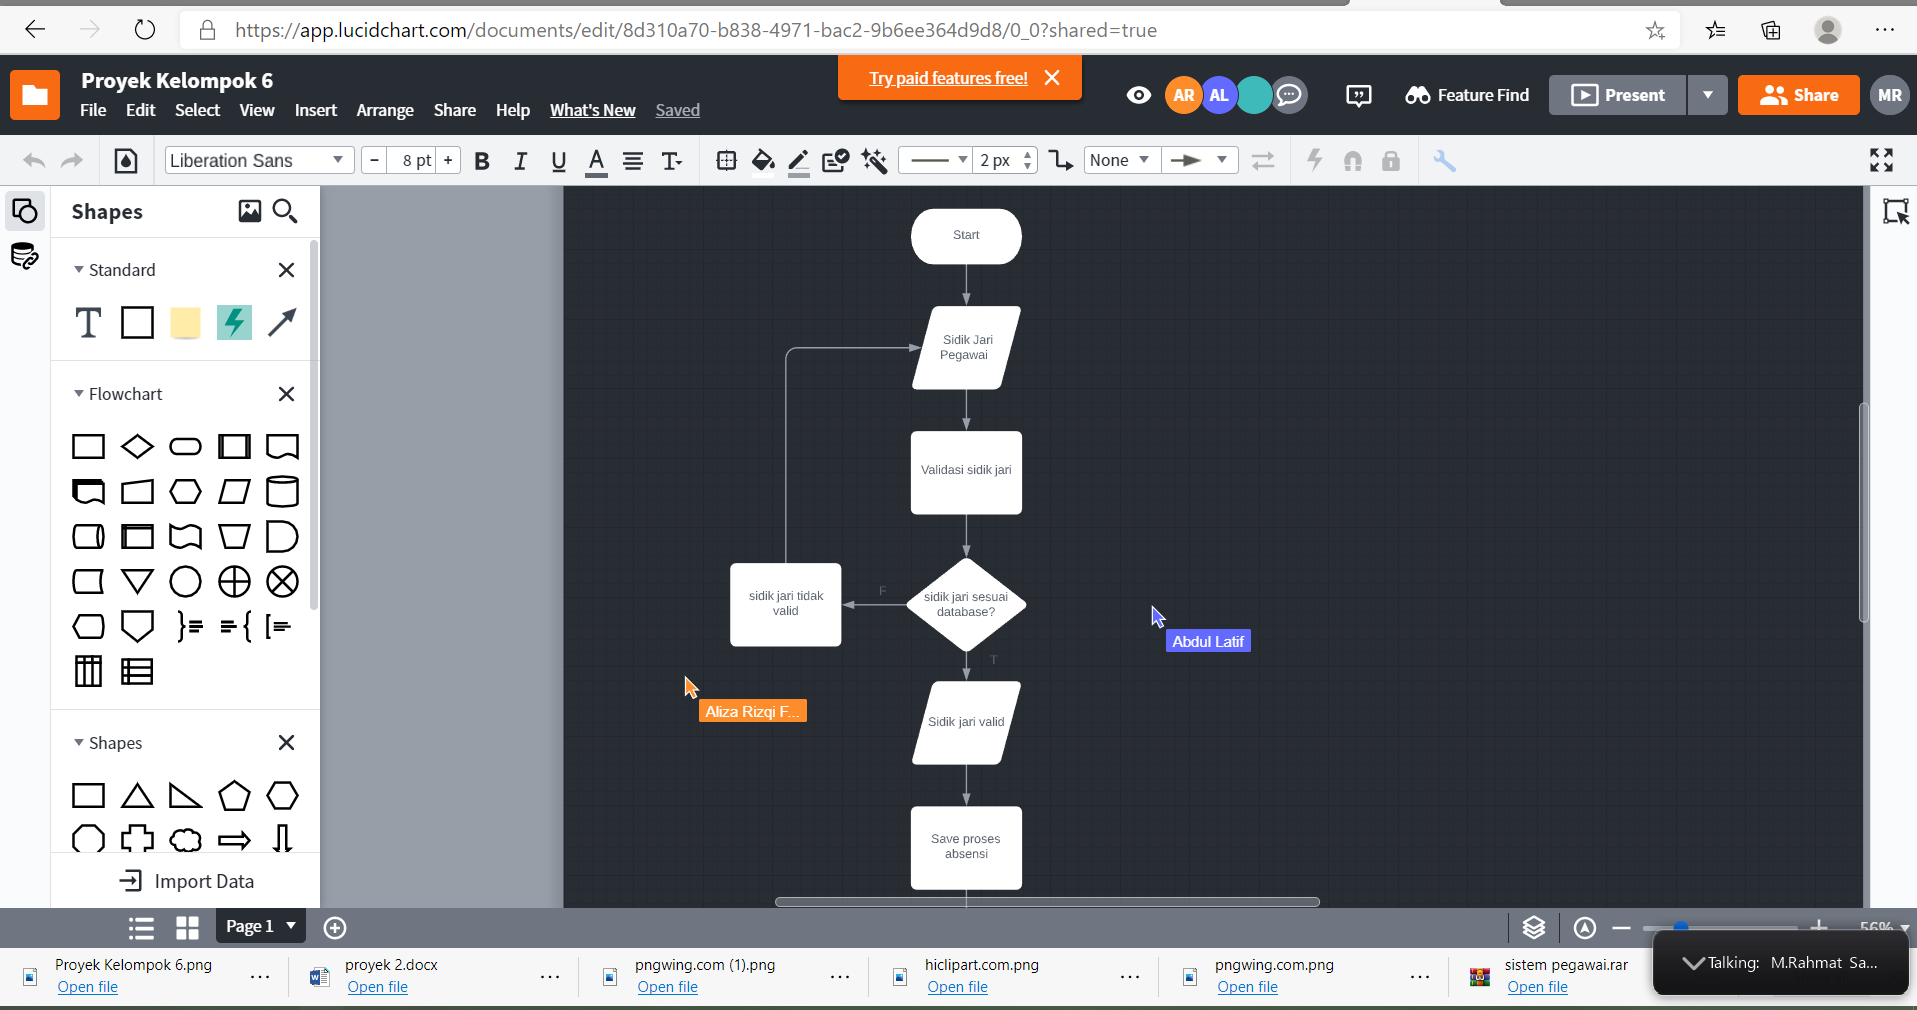 https://app.lucidchart.com/documents/edit/8d310a70-b838-4971-bac2-9b6ee364d9d8/0_0?shared=true
Proyek Kelompok 6
Try paid features free!
File Edit Select View Insert Arrange Share Help What's New Saved
AR AL
Feature Find
Present
Share
MR
Liberation Sans
- 8 pt +
B I U A T
2 px
None
Shapes
Standard
T
Flowchart
Shapes
Import Data
Start
Sidik Jari
Pegawai
Validasi sidik jari
sidik jari sesuai
database?
F
sidik jari tidak
valid
T
Sidik jari valid
Save proses
absensi
Abdul Latif
Aliza Rizqi F...
Page 1
56%
Talking: M.Rahmat Sa...
Proyek Kelompok 6.png
Open file
proyek 2.docx
Open file
pngwing.com (1).png
Open file
hiclipart.com.png
Open file
pngwing.com.png
Open file
sistem pegawai.rar
Open file